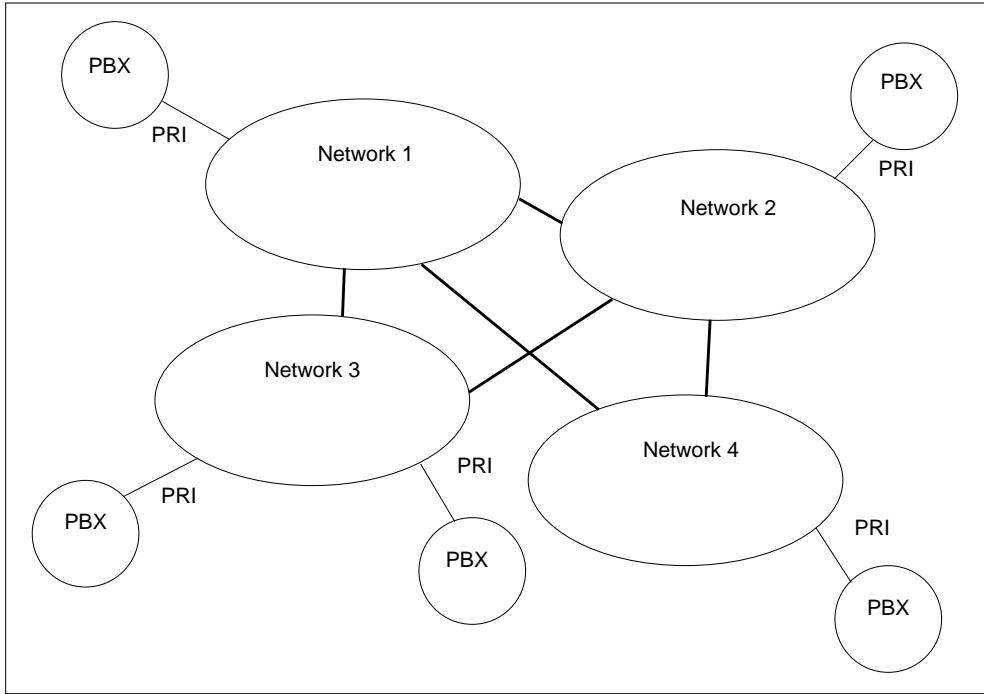 PBX
PBX
PRI
Network 1
PRI
Network 2
Network 3
Network 4
PRI
PRI
PBX
PRI
PBX
PBX